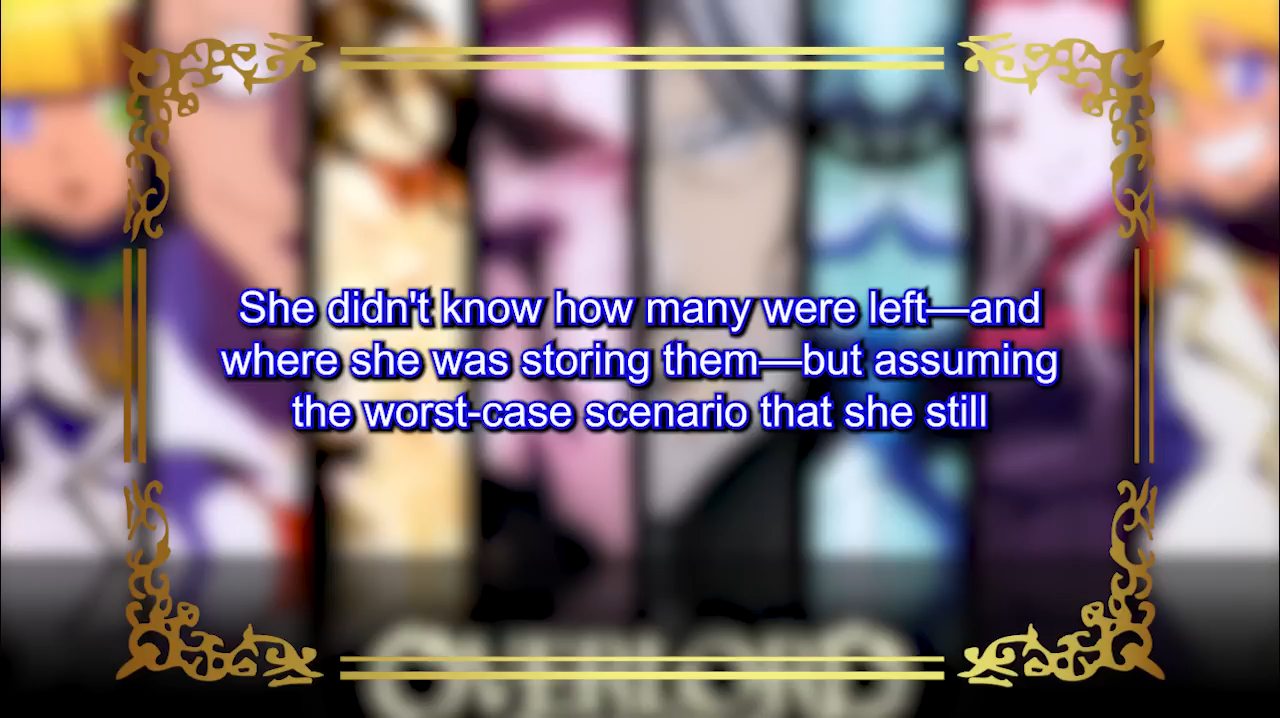 She didn't know how many were left—and
where she was storing them—but assuming
the worst-case scenario that she still
OVERLORD